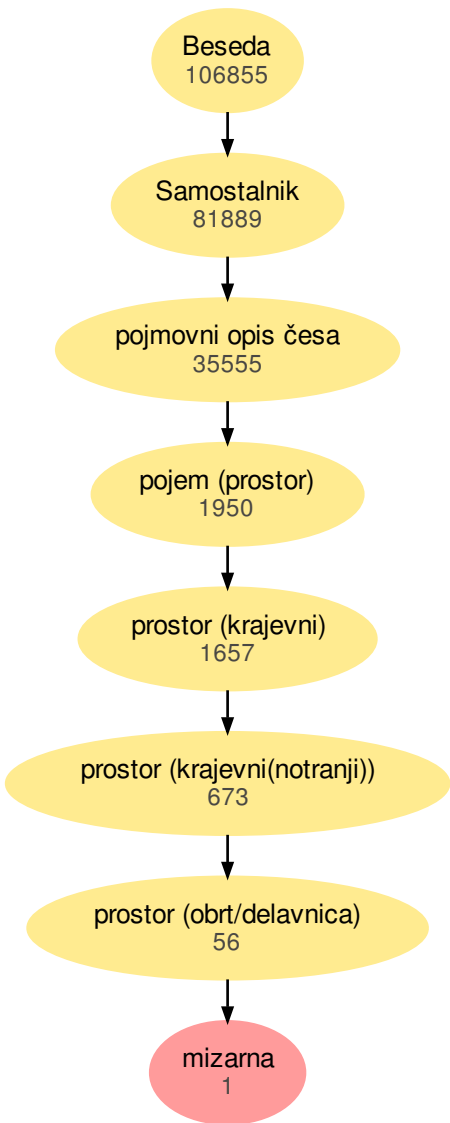 Beseda
106855
Samostalnik
81889
pojmovni opis česa
35555
pojem (prostor)
1950
prostor (krajevni)
1657
prostor (krajevni(notranji))
673
prostor (obrt/delavnica)
56
mizarna
1